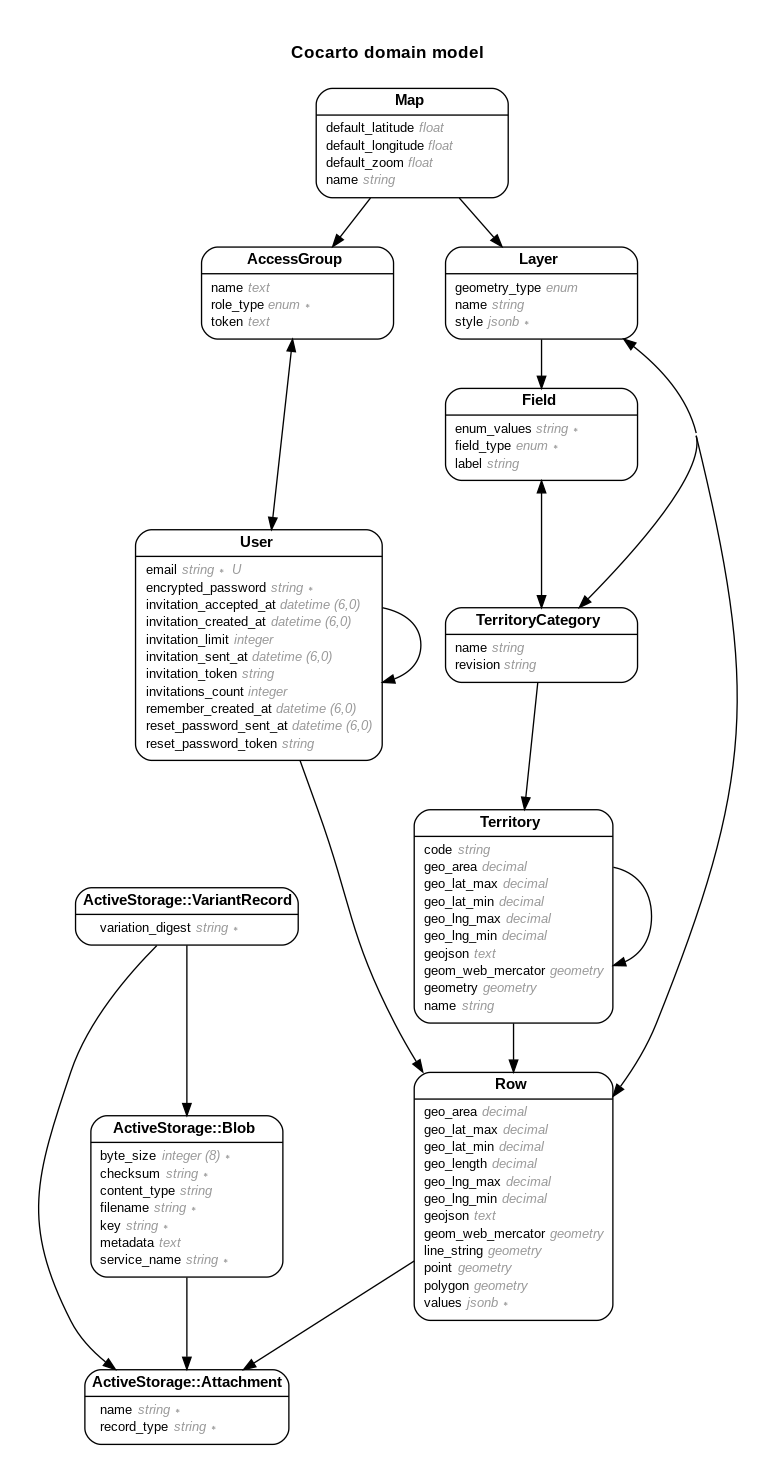 Cocarto domain model
Map
default_latitude float
default_longitude float
default_zoom float
name string
AccessGroup
name text
role_type enum *
token text
Layer
geometry_type enum
name string
style jsonb *
Field
enum_values string *
field_type enum *
label string
User
email string * U
encrypted_password string *
invitation_accepted_at datetime (6,0)
invitation_created_at datetime (6,0)
invitation_limit integer
invitation_sent_at datetime (6,0)
invitation_token string
invitations_count integer
remember_created_at datetime (6,0)
reset_password_sent_at datetime (6,0)
reset_password_token string
TerritoryCategory
name string
revision string
Territory
code string
geo_area decimal
geo_lat_max decimal
geo_lat_min decimal
geo_lng_max decimal
geo_lng_min decimal
geojson text
geom_web_mercator geometry
geometry geometry
name string
ActiveStorage::VariantRecord
variation_digest string *
Row
geo_area decimal
geo_lat_max decimal
geo_lat_min decimal
geo_length decimal
geo_lng_max decimal
geo_lng_min decimal
geojson text
geom_web_mercator geometry
line_string geometry
point geometry
polygon geometry
values jsonb *
ActiveStorage::Blob
byte_size integer (8) *
checksum string *
content_type string
filename string *
key string *
metadata text
service_name string *
ActiveStorage::Attachment
name string *
record_type string *